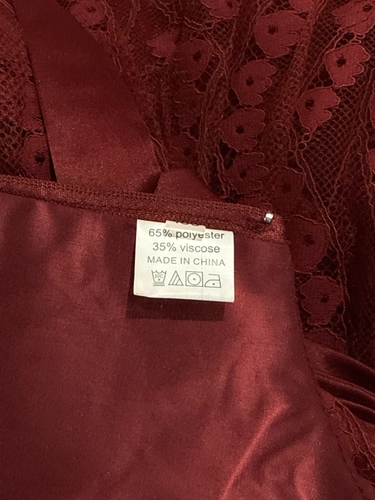 65% polyester
35% viscose
MADE IN CHINA